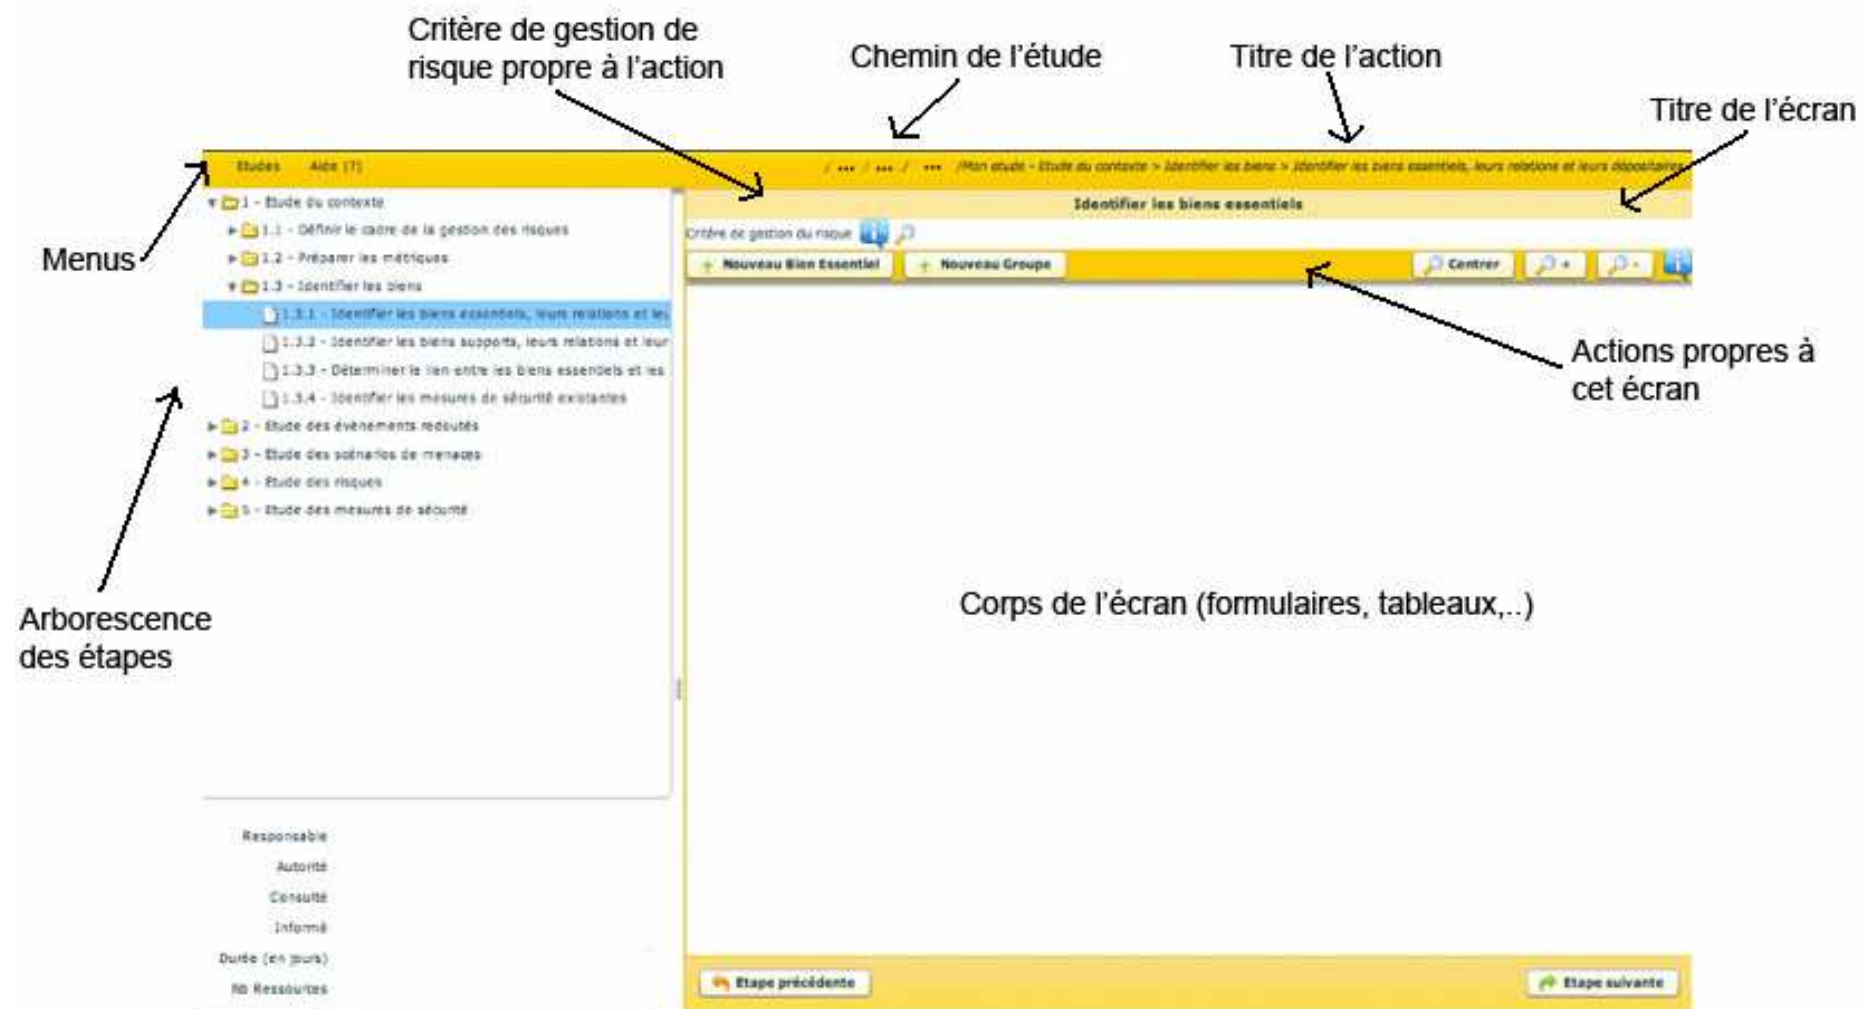 Critère de gestion de
risque propre à l'action
Chemin de l'étude
Titre de l'action
Titre de l'écran
Etudes Aide (?)
/ ... / ... / ... /Mon etude - Etude du contexte > Identifier les biens > Identifier les biens essentiels, leurs relations et leurs dépositaires
Menus
1 - Etude du contexte
1.1 - Définir le cadre de la gestion des risques
1.2 - Préparer les métriques
1.3 - Identifier les biens
1.3.1 - Identifier les biens essentiels, leurs relations et leu
1.3.2 - Identifier les biens supports, leurs relations et leur
1.3.3 - Déterminer le lien entre les biens essentiels et les
1.3.4 - Identifier les mesures de sécurité existantes
2 - Etude des évènements redoutés
3 - Etude des scénarios de menaces
4 - Etude des risques
5 - Etude des mesures de sécurité
Identifier les biens essentiels
Critère de gestion du risque
+ Nouveau Bien Essentiel + Nouveau Groupe Centrer + -
Actions propres à
cet écran
Corps de l'écran (formulaires, tableaux,..)
Arborescence
des étapes
Responsable
Autorité
Consulté
Informé
Durée (en jours)
Nb Ressources
Etape précédente
Etape suivante